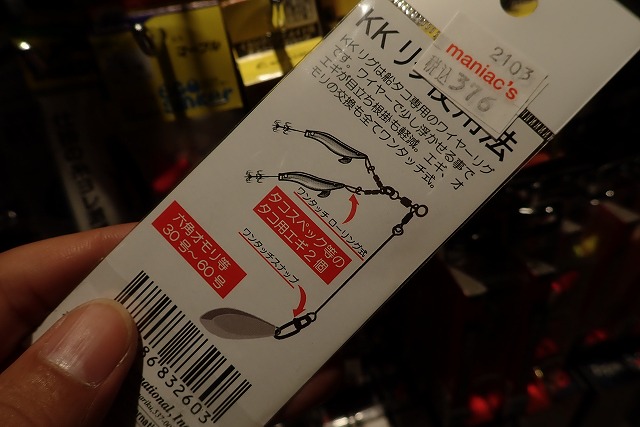 KKリグ使用法
2103
maniac's
税込376
KKリグは船タコ専用のワイヤーリグ
です。ワイヤーで少し浮かせる事で
エギが目立ち根掛も軽減。エギ、オ
モリの交換も全てワンタッチ式。
ワンタッチ・ローリング式
タコスペック等の
タコ用エギ2個
六角オモリ等
30号~60号
ワンタッチスナップ
86832603
national, Inc.